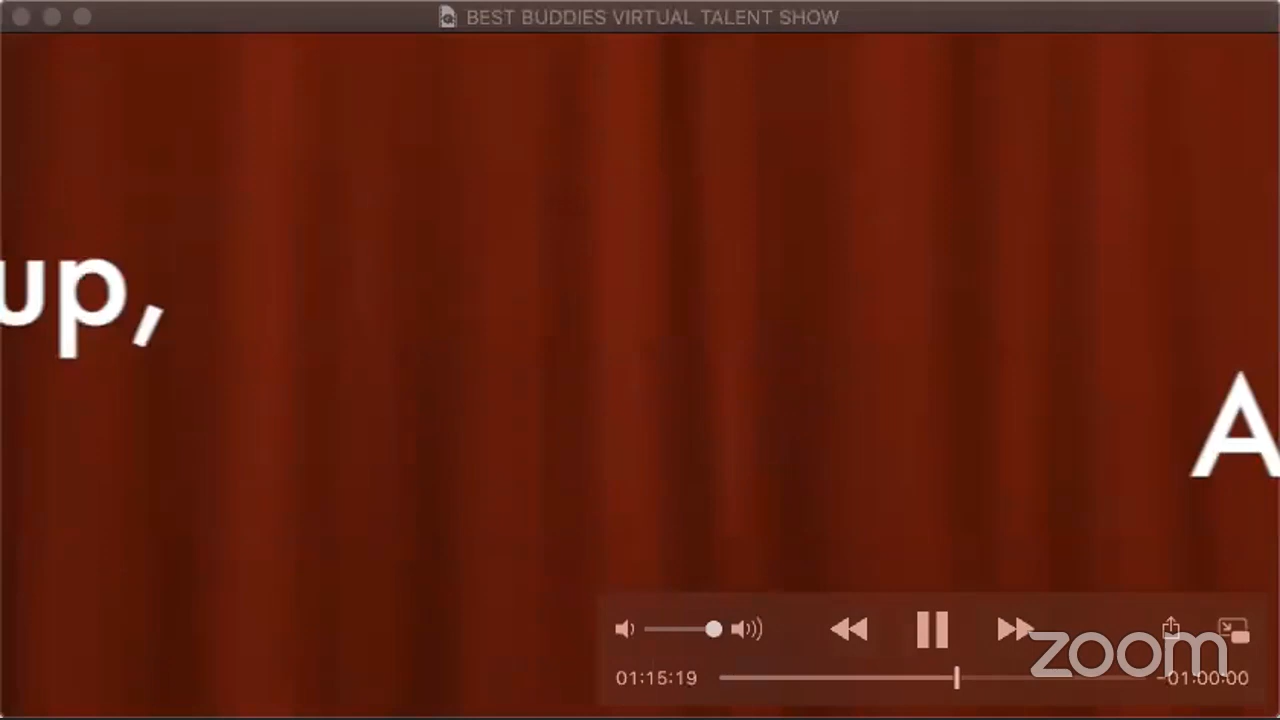 BEST BUDDIES VIRTUAL TALENT SHOW
up,
A
zoom
01:15:19
-01:00:00